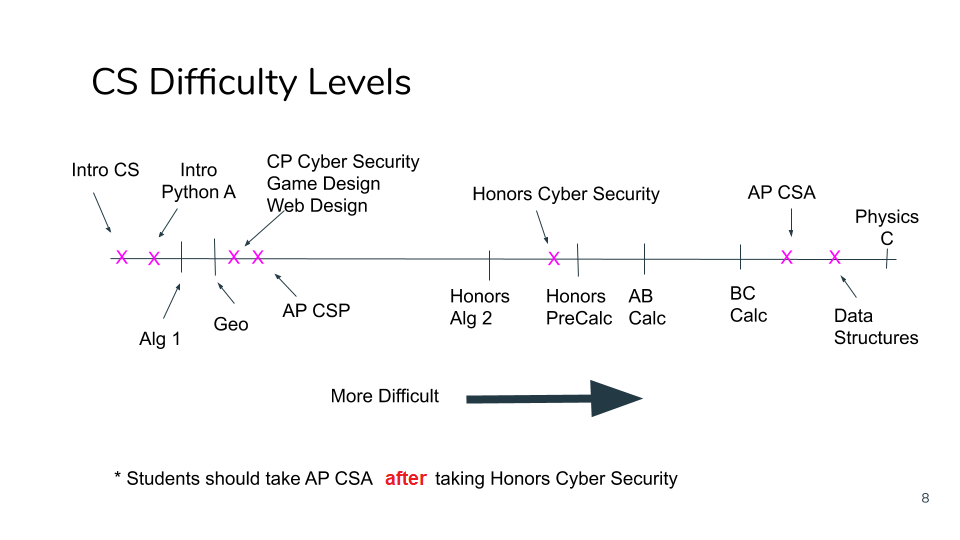 CS Difficulty Levels
Intro CS
Intro
Python A
CP Cyber Security
Game Design
Web Design
Honors Cyber Security
AP CSA
Physics
C
X X X X X X X
Alg 1
Geo
AP CSP
Honors
Alg 2
Honors
PreCalc
AB
Calc
BC
Calc
Data
Structures
More Difficult
* Students should take AP CSA after taking Honors Cyber Security
8